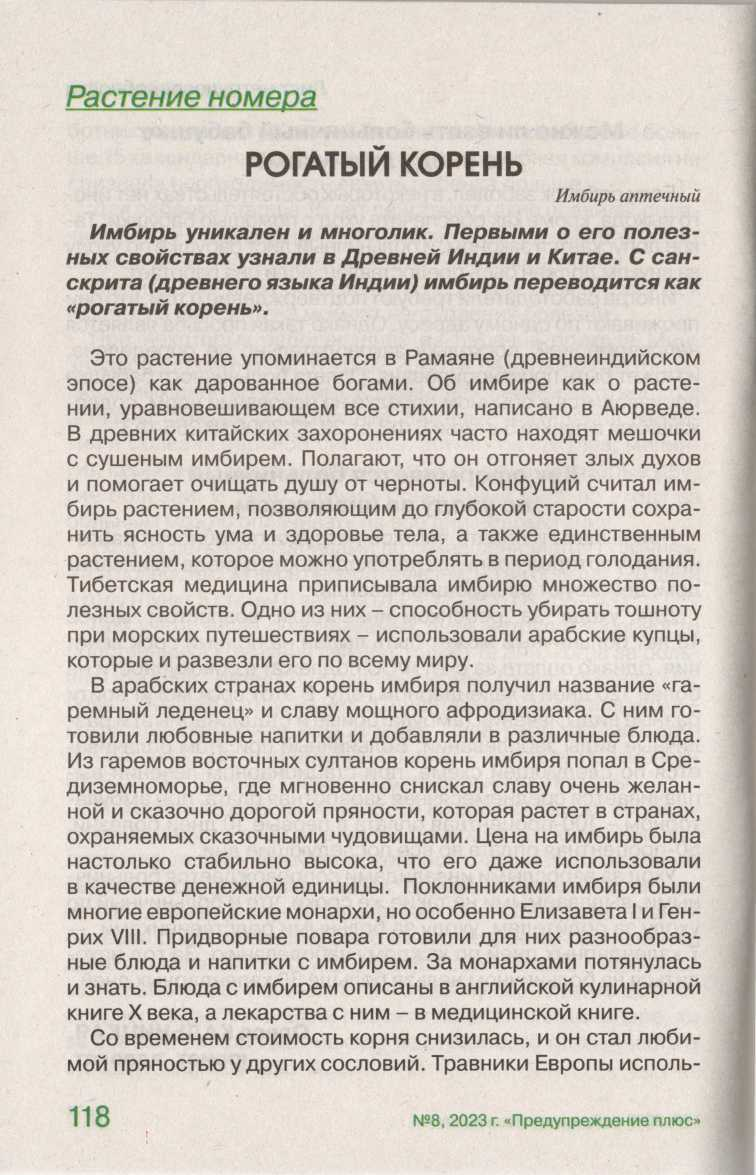 Растение номера
РОГАТЫЙ КОРЕНЬ
Имбирь аптечный
Имбирь уникален и многолик. Первыми о его полез-
ных свойствах узнали в Древней Индии и Китае. С сан-
скрита (древнего языка Индии) имбирь переводится как
«рогатый корень».
Это растение упоминается в Рамаяне (древнеиндийском
эпосе) как дарованное богами. Об имбире как о расте-
нии, уравновешивающем все стихии, написано в Аюрведе.
В древних китайских захоронениях часто находят мешочки
с сушеным имбирем. Полагают, что он отгоняет злых духов
и помогает очищать душу от черноты. Конфуций считал им-
бирь растением, позволяющим до глубокой старости сохра-
нить ясность ума и здоровье тела, а также единственным
растением, которое можно употреблять в период голодания.
Тибетская медицина приписывала имбирю множество по-
лезных свойств. Одно из них – способность убирать тошноту
при морских путешествиях – использовали арабские купцы,
которые и развезли его по всему миру.
В арабских странах корень имбиря получил название «га-
ремный леденец» и славу мощного афродизиака. С ним го-
товили любовные напитки и добавляли в различные блюда.
Из гаремов восточных султанов корень имбиря попал в Сре-
диземноморье, где мгновенно снискал славу очень желан-
ной и сказочно дорогой пряности, которая растет в странах,
охраняемых сказочными чудовищами. Цена на имбирь была
настолько стабильно высока, что его даже использовали
в качестве денежной единицы. Поклонниками имбиря были
многие европейские монархи, но особенно Елизавета I и Ген-
рих VIII. Придворные повара готовили для них разнообраз-
ные блюда и напитки с имбирем. За монархами потянулась
и знать. Блюда с имбирем описаны в английской кулинарной
книге X века, а лекарства с ним – в медицинской книге.
Со временем стоимость корня снизилась, и он стал люби-
мой пряностью у других сословий. Травники Европы исполь-
118
№8, 2023 г. «Предупреждение плюс»